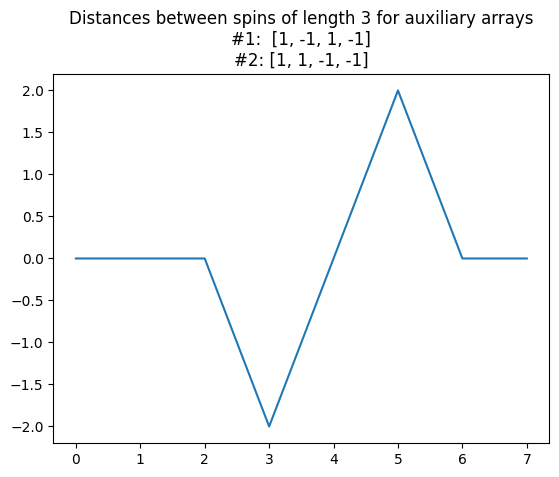 Distances between spins of length 3 for auxiliary arrays
#1:  [1, -1, 1, -1]
#2: [1, 1, -1, -1]
2.0
1.5
1.0
0.5
0.0
−0.5
−1.0
−1.5
−2.0
0 1 2 3 4 5 6 7